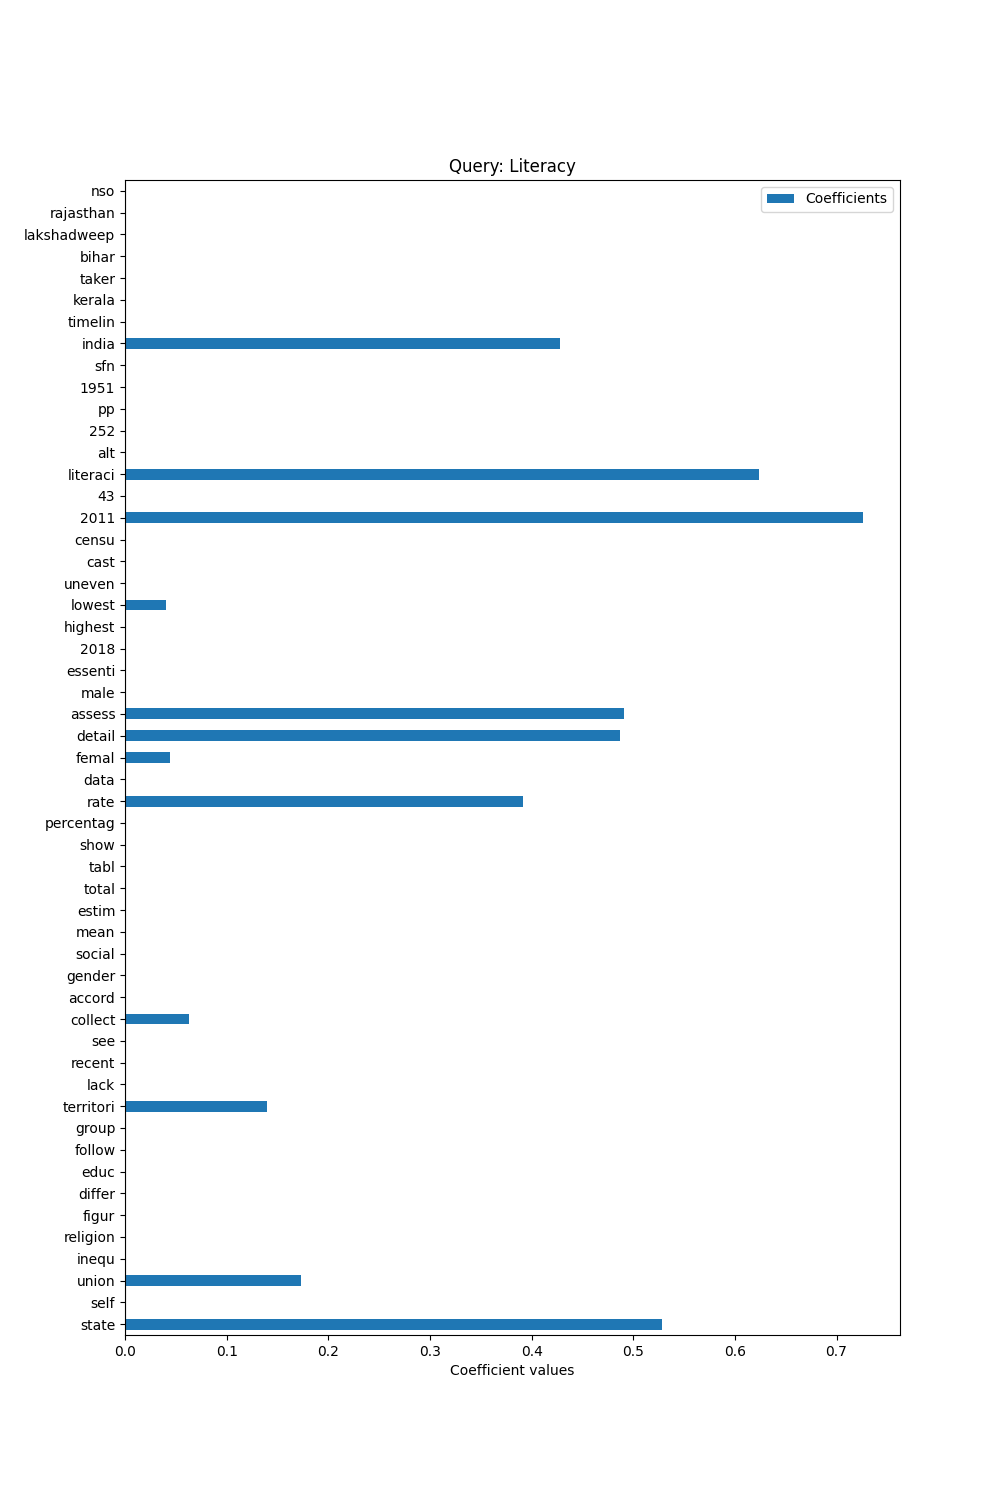 Query: Literacy
Coefficients
nso
rajasthan
lakshadweep
bihar
taker
kerala
timelin
india
sfn
1951
pp
252
alt
literaci
43
2011
censu
cast
uneven
lowest
highest
2018
essenti
male
assess
detail
femal
data
rate
percentag
show
tabl
total
estim
mean
social
gender
accord
collect
see
recent
lack
territori
group
follow
educ
differ
figur
religion
inequ
union
self
state
0.0 0.1 0.2 0.3 0.4 0.5 0.6 0.7
Coefficient values